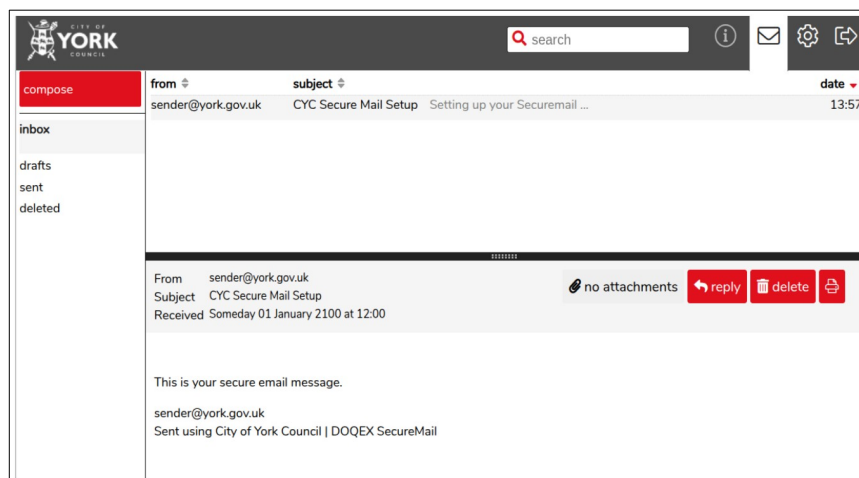 CITY OF
YORK
COUNCIL
search
compose
from subject date
sender@york.gov.uk CYC Secure Mail Setup Setting up your Securemail ... 13:57
inbox
drafts
sent
deleted
From sender@york.gov.uk
Subject CYC Secure Mail Setup
Received Someday 01 January 2100 at 12:00
no attachments reply delete
This is your secure email message.
sender@york.gov.uk
Sent using City of York Council | DOQEX SecureMail